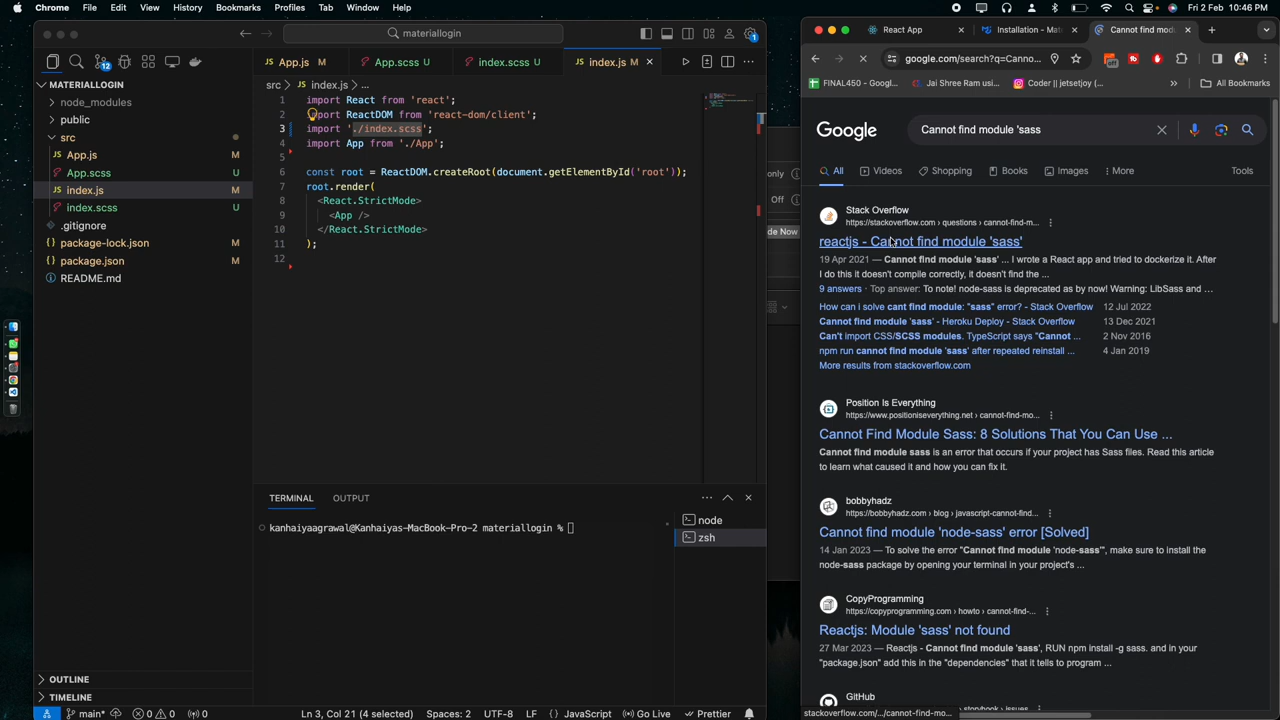 Chrome File Edit View History Bookmarks Profiles Tab Window Help
Fri 2 Feb 10:46 PM
materiallogin
App.js M
App.scss U
index.scss U
index.js M
MATERIALLOGIN
node_modules
public
src
App.js M
App.scss U
index.js M
index.scss U
.gitignore
package-lock.json M
package.json M
README.md
12
1
src > index.js > ...
1 import React from 'react';
2 import ReactDOM from 'react-dom/client';
3 import './index.scss';
4 import App from './App';
5
6 const root = ReactDOM.createRoot(document.getElementById('root'));
7 root.render(
8 <React.StrictMode>
9 <App />
10 </React.StrictMode>
11 );
12
TERMINAL OUTPUT
kanhaiyaagrawal@Kanhaiyas-MacBook-Pro-2 materiallogin %
node
zsh
OUTLINE
TIMELINE
main* 0 0 0 Ln 3, Col 21 (4 selected) Spaces: 2 UTF-8 LF {} JavaScript Go Live Prettier
only
Off
de Now
React App
Installation - Mat
Cannot find mod
google.com/search?q=Canno...
FINAL450 - Googl...
Jai Shree Ram usi...
Coder || jetsetjoy (...
All Bookmarks
Google
Cannot find module 'sass
All Videos Shopping Books Images More Tools
Stack Overflow
https://stackoverflow.com › questions › cannot-find-m...
reactjs - Cannot find module 'sass'
19 Apr 2021 — Cannot find module 'sass' ... I wrote a React app and tried to dockerize it. After
I do this it doesn't compile correctly, it doesn't find the ...
9 answers · Top answer: To note! node-sass is deprecated as by now! Warning: LibSass and ...
How can i solve cant find module: "sass" error? - Stack Overflow 12 Jul 2022
Cannot find module 'sass' - Heroku Deploy - Stack Overflow 13 Dec 2021
Can't import CSS/SCSS modules. TypeScript says "Cannot ... 2 Nov 2016
npm run cannot find module 'sass' after repeated reinstall ... 4 Jan 2019
More results from stackoverflow.com
Position Is Everything
https://www.positioniseverything.net › cannot-find-mo...
Cannot Find Module Sass: 8 Solutions That You Can Use ...
Cannot find module sass is an error that occurs if your project has Sass files. Read this article
to learn what caused it and how you can fix it.
bobbyhadz
https://bobbyhadz.com › blog › javascript-cannot-find...
Cannot find module 'node-sass' error [Solved]
14 Jan 2023 — To solve the error "Cannot find module 'node-sass'", make sure to install the
node-sass package by opening your terminal in your project's ...
CopyProgramming
https://copyprogramming.com › howto › cannot-find-...
Reactjs: Module 'sass' not found
27 Mar 2023 — Reactjs - Cannot find module 'sass', RUN npm install -g sass. and in your
"package.json" add this in the "dependencies" that it tells to program ...
GitHub
stackoverflow.com/.../cannot-find-mo...